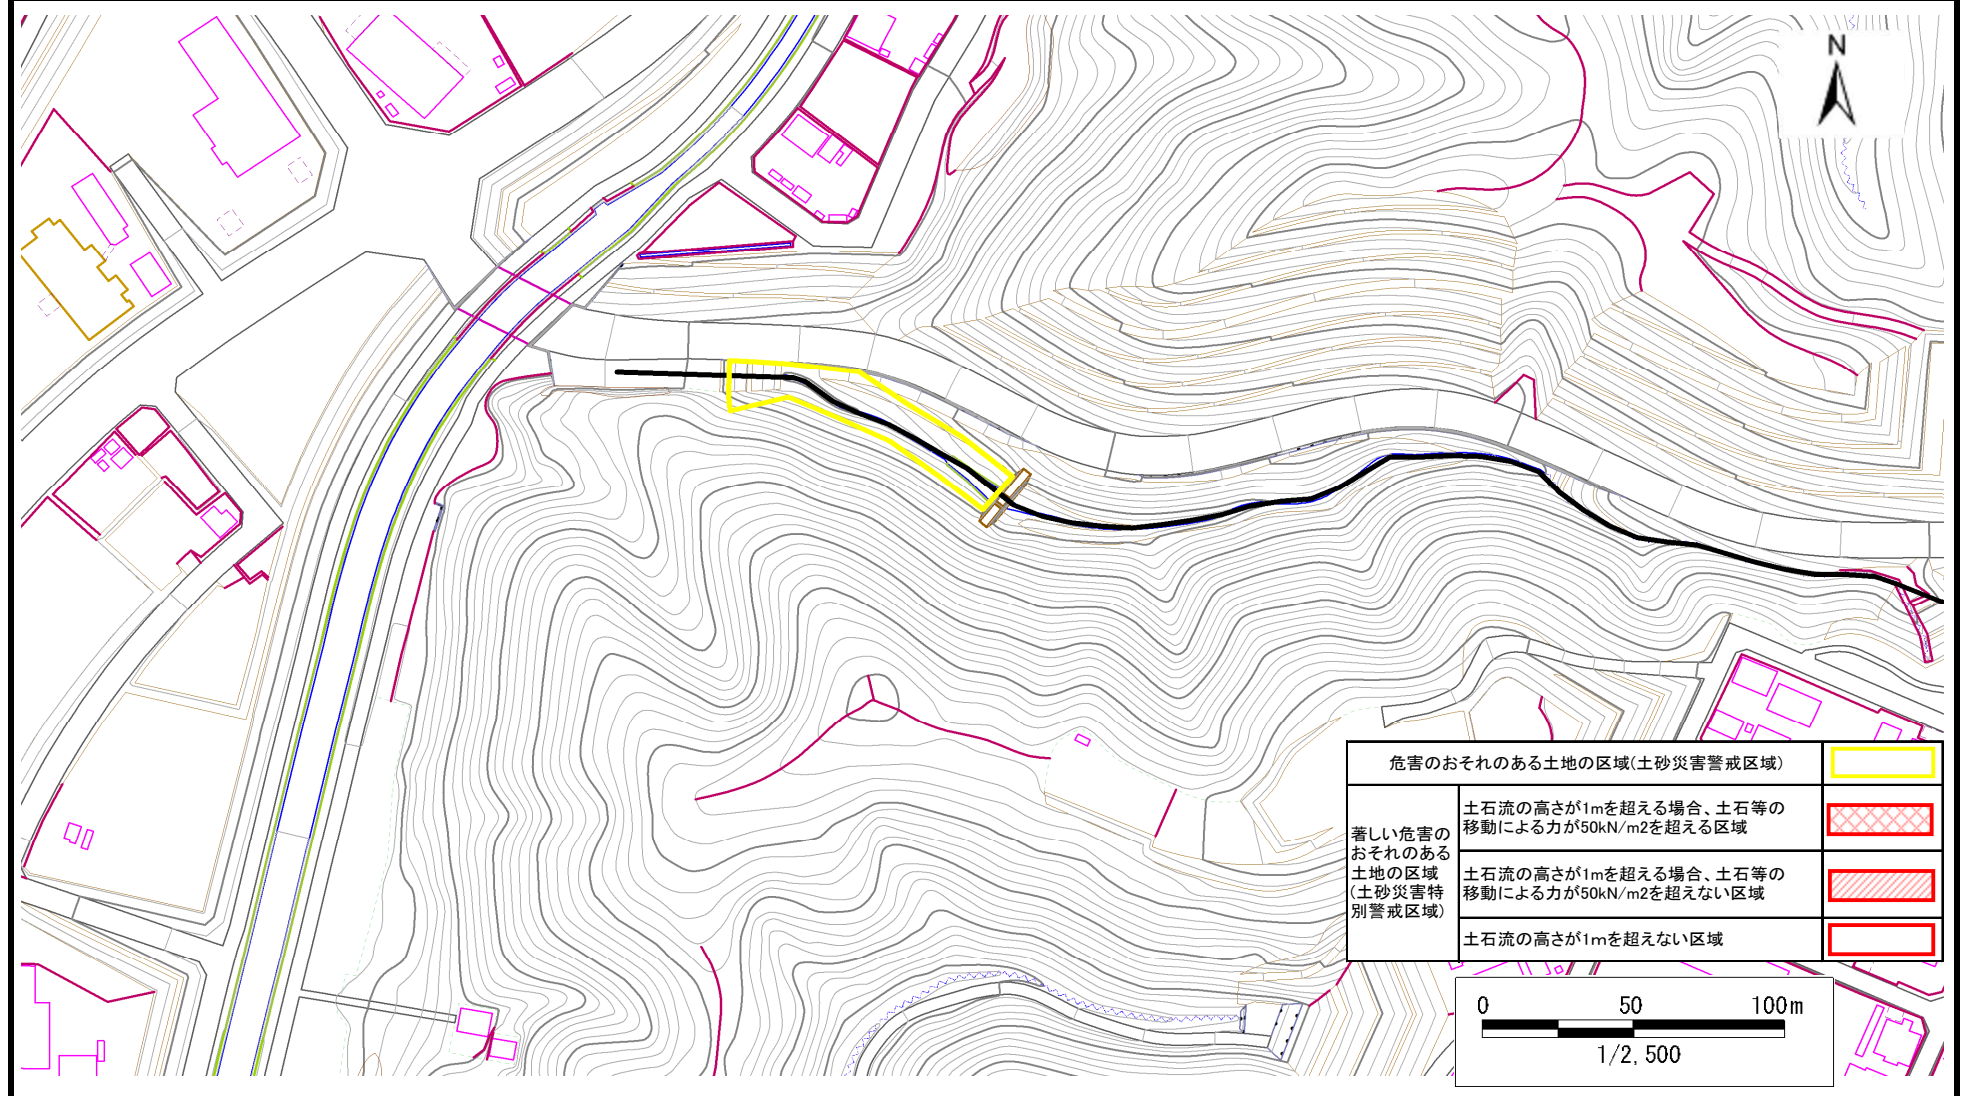 N
危害のおそれのある土地の区域(土砂災害警戒区域)
著しい危害の
おそれのある
土地の区域
(土砂災害特
別警戒区域)
土石流の高さが1mを超える場合、土石等の
移動による力が50kN/m2を超える区域
土石流の高さが1mを超える場合、土石等の
移動による力が50kN/m2を超えない区域
土石流の高さが1mを超えない区域
0 50 100m
1/2,500